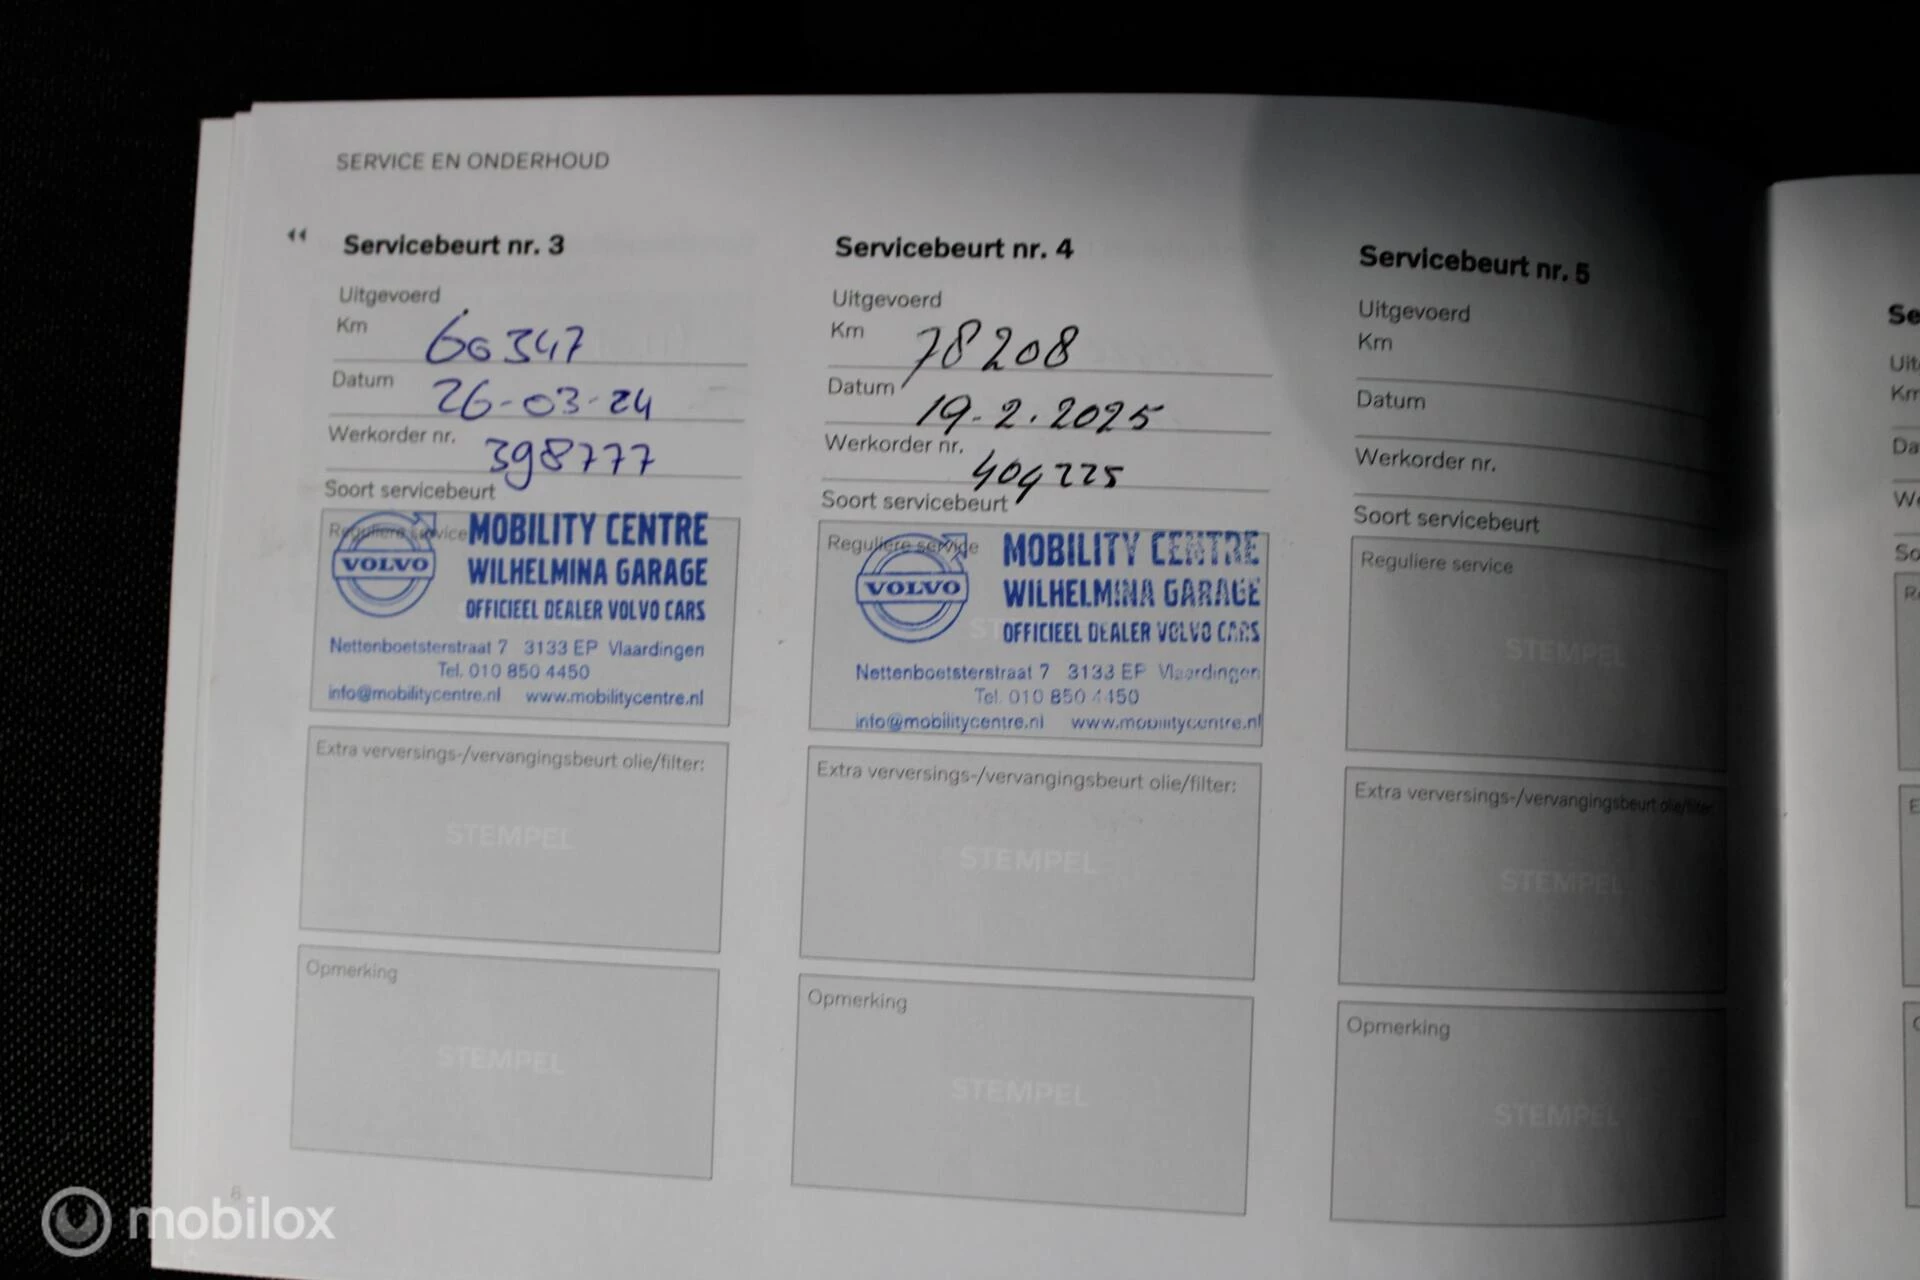 SERVICE EN ONDERHOUD
Servicebeurt nr. 3
Uitgevoerd
Km 60347
Datum 26-03-24
Werkorder nr. 398777
Soort servicebeurt
Reguliere service
VOLVO
MOBILITY CENTRE
WILHELMINA GARAGE
OFFICIEEL DEALER VOLVO CARS
Nettenboetsterstraat 7 3133 EP Vlaardingen
Tel. 010 850 4450
info@mobilitycentre.nl www.mobilitycentre.nl
Extra verversings-/vervangingsbeurt olie/filter:
STEMPEL
Opmerking
STEMPEL
Servicebeurt nr. 4
Uitgevoerd
Km 78208
Datum 19-2.2025
Werkorder nr. 409225
Soort servicebeurt
Reguliere service
VOLVO
MOBILITY CENTRE
WILHELMINA GARAGE
OFFICIEEL DEALER VOLVO CARS
Nettenboetsterstraat 7 3133 EP Vlaardingen
Tel. 010 850 4450
info@mobilitycentre.nl www.mobilitycentre.nl
Extra verversings-/vervangingsbeurt olie/filter:
STEMPEL
Opmerking
STEMPEL
Servicebeurt nr. 5
Uitgevoerd
Km
Datum
Werkorder nr.
Soort servicebeurt
Reguliere service
STEMPEL
Extra verversings-/vervangingsbeurt olie/filter:
STEMPEL
Opmerking
STEMPEL
8
mobilox